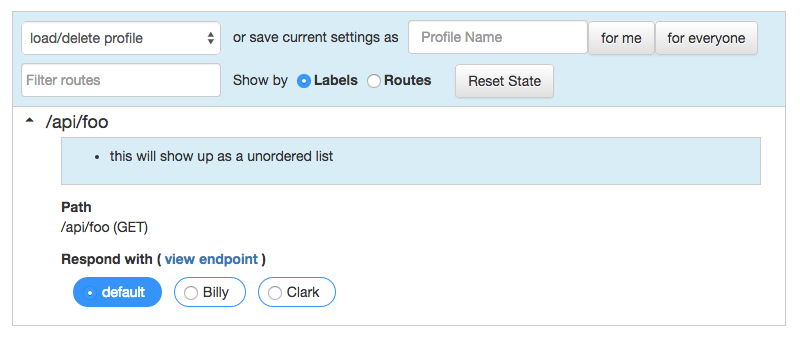 load/delete profile or save current settings as Profile Name for me for everyone
Filter routes Show by Labels Routes Reset State
/api/foo
• this will show up as a unordered list
Path
/api/foo (GET)
Respond with ( view endpoint )
default Billy Clark